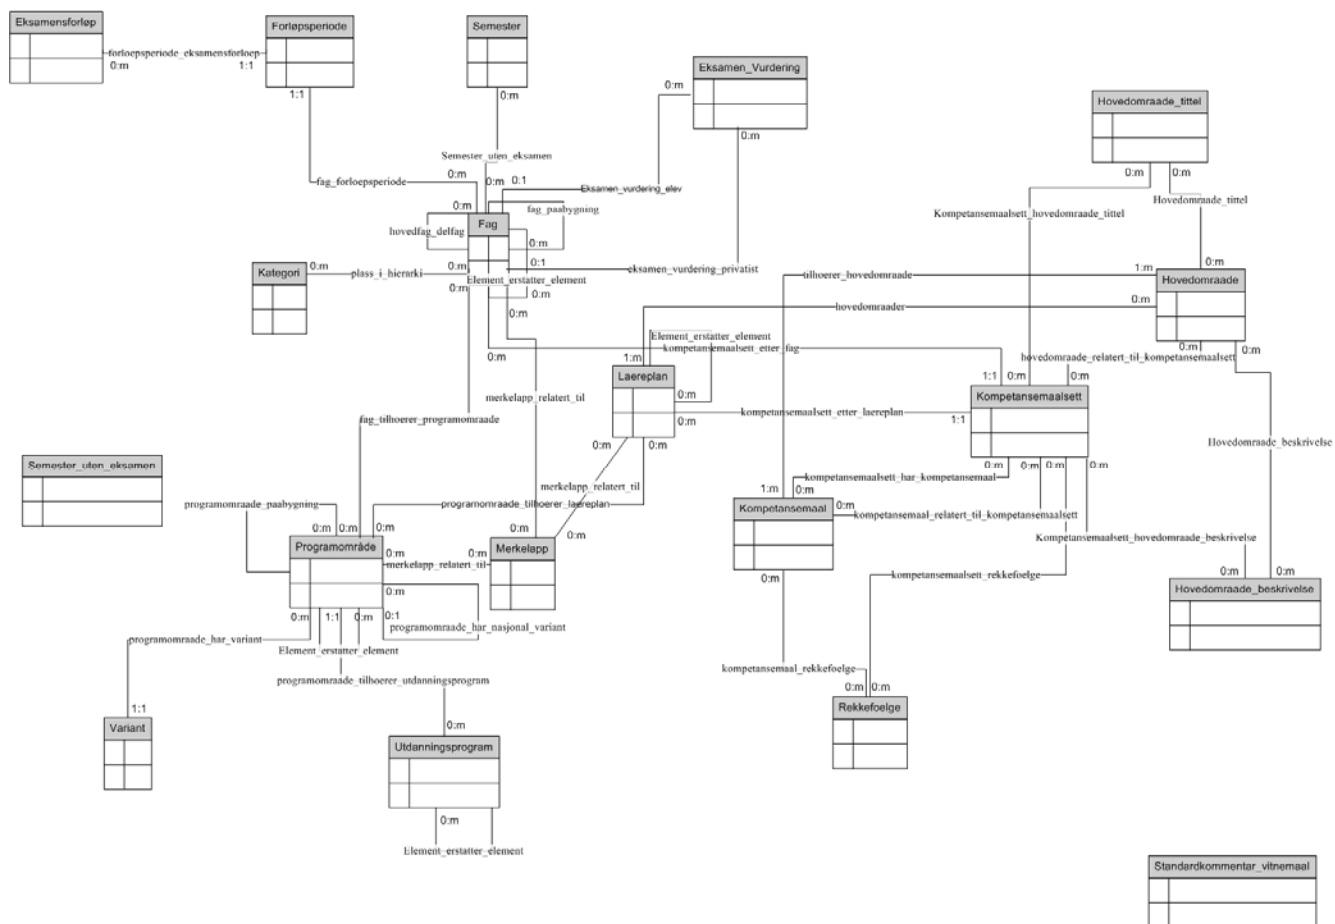 Eksamensforløp
Forløpsperiode
Semester
forloepsperiode_eksamensforloep
0:m
1:1
1:1
0:m
Eksamen_Vurdering
0:m
0:m
Hovedomraade_tittel
0:m
0:m
Semester_uten_eksamen
0:m
0:m
0:1
fag_forloepsperiode
Eksamen_vurdering_elev
Kompetansemaalsett_hovedomraade_tittel
Hovedomraade_tittel
0:m
fag_paabygning
Fag
hovedfag_delfag
0:m
Kategori
0:m
plass_i_hierarki
0:m
0:1
eksamen_vurdering_privatist
tilhoerer_hovedomraade
1:m
0:m
Hovedomraade
Element_erstatter_element
0:m
0:m
0:m
hovedomraader
0:m
Element_erstatter_element
kompetansemaalsett_etter_fag
0:m
1:m
hovedomraade_relatert_til_kompetansemaalsett
0:m
0:m
Laereplan
1:1
0:m
0:m
Kompetansemaalsett
merkelapp_relatert_til
0:m
0:m
kompetansemaalsett_etter_laereplan
1:1
fag_tilhoerer_programomraade
0:m
0:m
Hovedomraade_beskrivelse
Semester_uten_eksamen
0:m
0:m
0:m
0:m
kompetansemaalsett_har_kompetansemaal
merkelapp_relatert_til
1:m
0:m
programomraade_paabygning
programomraade_tilhoerer_laereplan
Kompetansemaal
0:m
kompetansemaal_relatert_til_kompetansemaalsett
0:m
0:m
0:m
0:m
0:m
Kompetansemaalsett_hovedomraade_beskrivelse
Programområde
0:m
0:m
Merkelapp
merkelapp_relatert_til
0:m
kompetansemaalsett_rekkefoelge
0:m
0:m
0:m
Hovedomraade_beskrivelse
0:m
1:1
0:m
0:1
programomraade_har_nasjonal_variant
programomraade_har_variant
Element_erstatter_element
kompetansemaal_rekkefoelge
programomraade_tilhoerer_utdanningsprogram
0:m
0:m
1:1
Rekkefoelge
Variant
0:m
Utdanningsprogram
0:m
Element_erstatter_element
Standardkommentar_vitnemaal